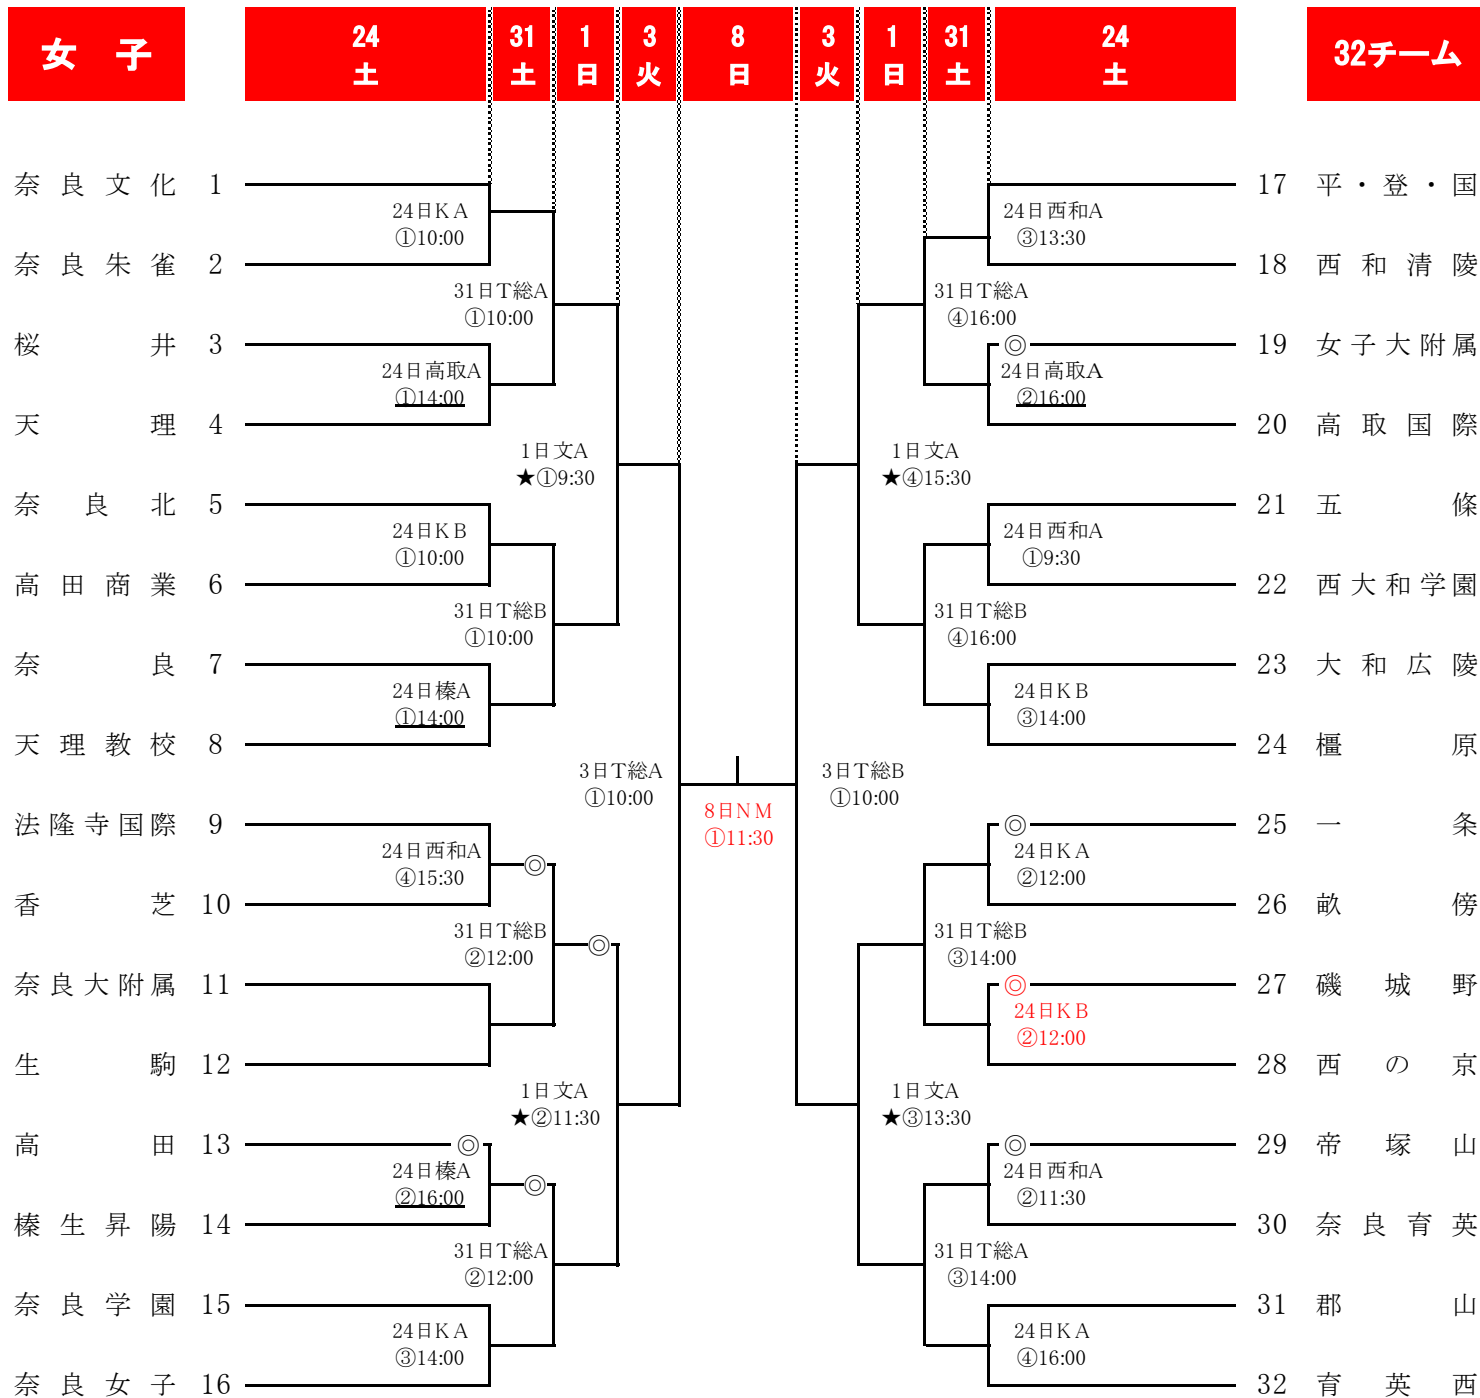 女 子
24
土
31
土
1
日
3
火
8
日
3
火
1
日
31
土
24
土
32チーム
奈良文化 1
24日KA
①10:00
奈良朱雀 2
31日T総A
①10:00
桜井 3
24日高取A
①14:00
天理 4
1日文A
★①9:30
奈良北 5
24日KB
①10:00
高田商業 6
31日T総B
①10:00
奈良 7
24日榛A
①14:00
天理教校 8
3日T総A
①10:00
法隆寺国際 9
24日西和A
④15:30
◎
香芝 10
31日T総B
②12:00
◎
奈良大附属 11
生駒 12
1日文A
★②11:30
高田 13
◎
24日榛A
②16:00
◎
榛生昇陽 14
31日T総A
②12:00
奈良学園 15
24日KA
③14:00
奈良女子 16
8日NM
①11:30
17 平・登・国
24日西和A
③13:30
18 西和清陵
31日T総A
④16:00
◎
19 女子大附属
24日高取A
②16:00
20 高取国際
1日文A
★④15:30
21 五條
24日西和A
①9:30
22 西大和学園
31日T総B
④16:00
23 大和広陵
24日KB
③14:00
24 橿原
3日T総B
①10:00
◎
25 一条
24日KA
②12:00
26 畝傍
31日T総B
③14:00
◎
27 磯城野
24日KB
②12:00
28 西の京
1日文A
★③13:30
◎
29 帝塚山
24日西和A
②11:30
30 奈良育英
31日T総A
③14:00
31 郡山
24日KA
④16:00
32 育英西